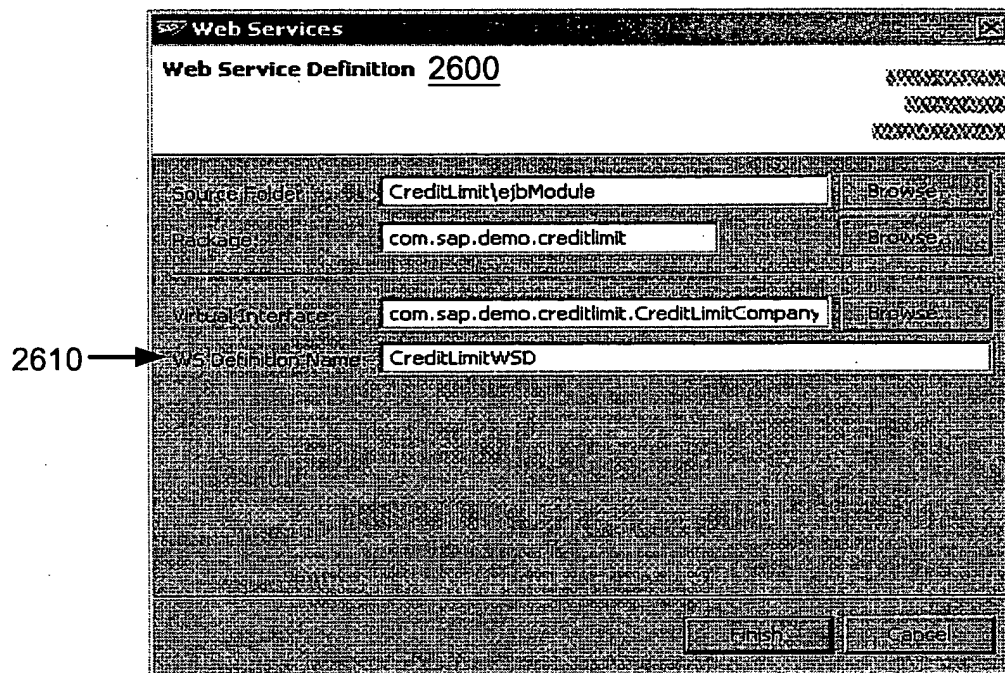 SAP Web Services
Web Service Definition 2600
Source Folder: CreditLimit\ejbModule Browse...
Package: com.sap.demo.creditlimit Browse...
Virtual Interface: com.sap.demo.creditlimit.CreditLimitCompany Browse...
2610 WS Definition Name: CreditLimitWSD
Finish Cancel